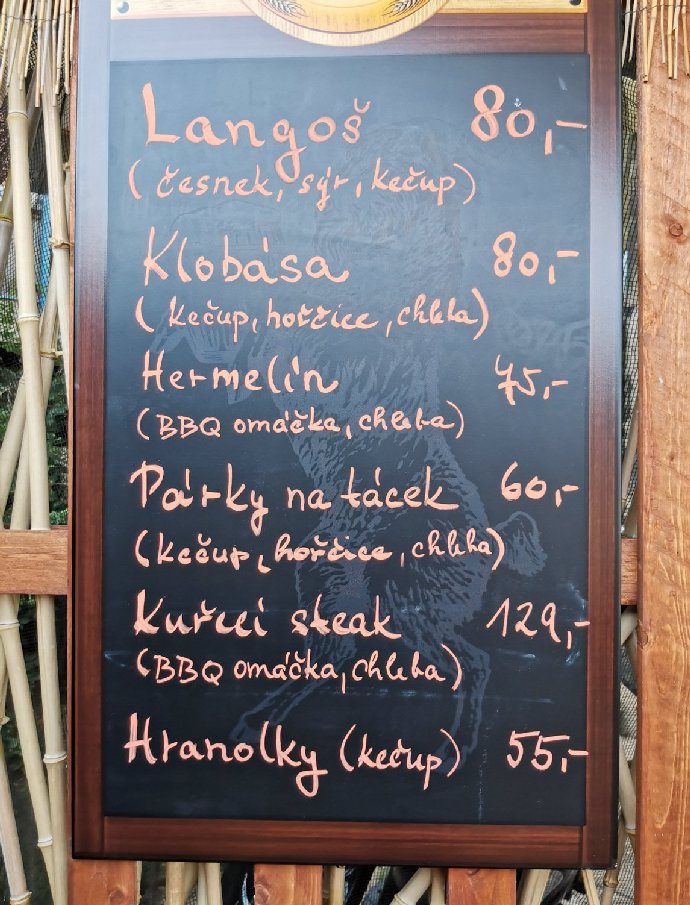 Langoš 80,-
(česnek, sýr, kečup)
Klobása 80,-
(kečup, hořčice, chleba)
Hermelín 75,-
(BBQ omáčka, chleba)
Párky na tácek 60,-
(kečup, hořčice, chleba)
Kuřecí steak 129,-
(BBQ omáčka, chleba)
Hranolky (kečup) 55,-